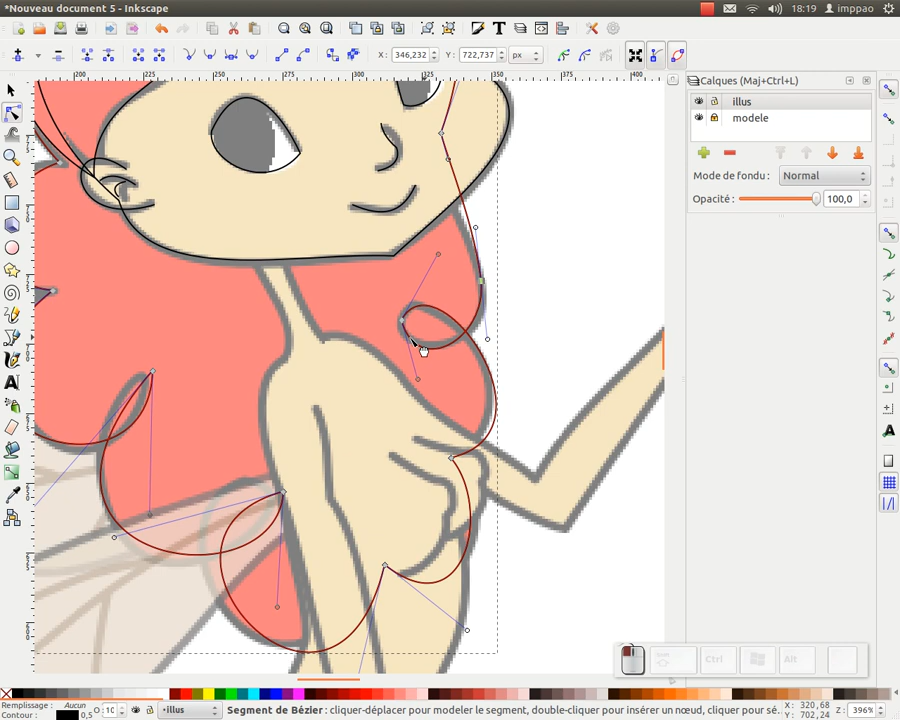 *Nouveau document 5 - Inkscape
18:19 imppao
X : 346,232 Y : 722,737 px
200 225 250 275 300 325 350 375 400
Calques (Maj+Ctrl+L)
illus
modele
Mode de fondu : Normal
Opacité : 100,0
Ctrl Alt
Remplissage : Aucun
Contour : 0,5
O: 10
illus
Segment de Bézier : cliquer-déplacer pour modeler le segment, double-cliquer pour insérer un nœud, cliquer pour sé...
X : 320,68
Y : 702,24
Z : 396%